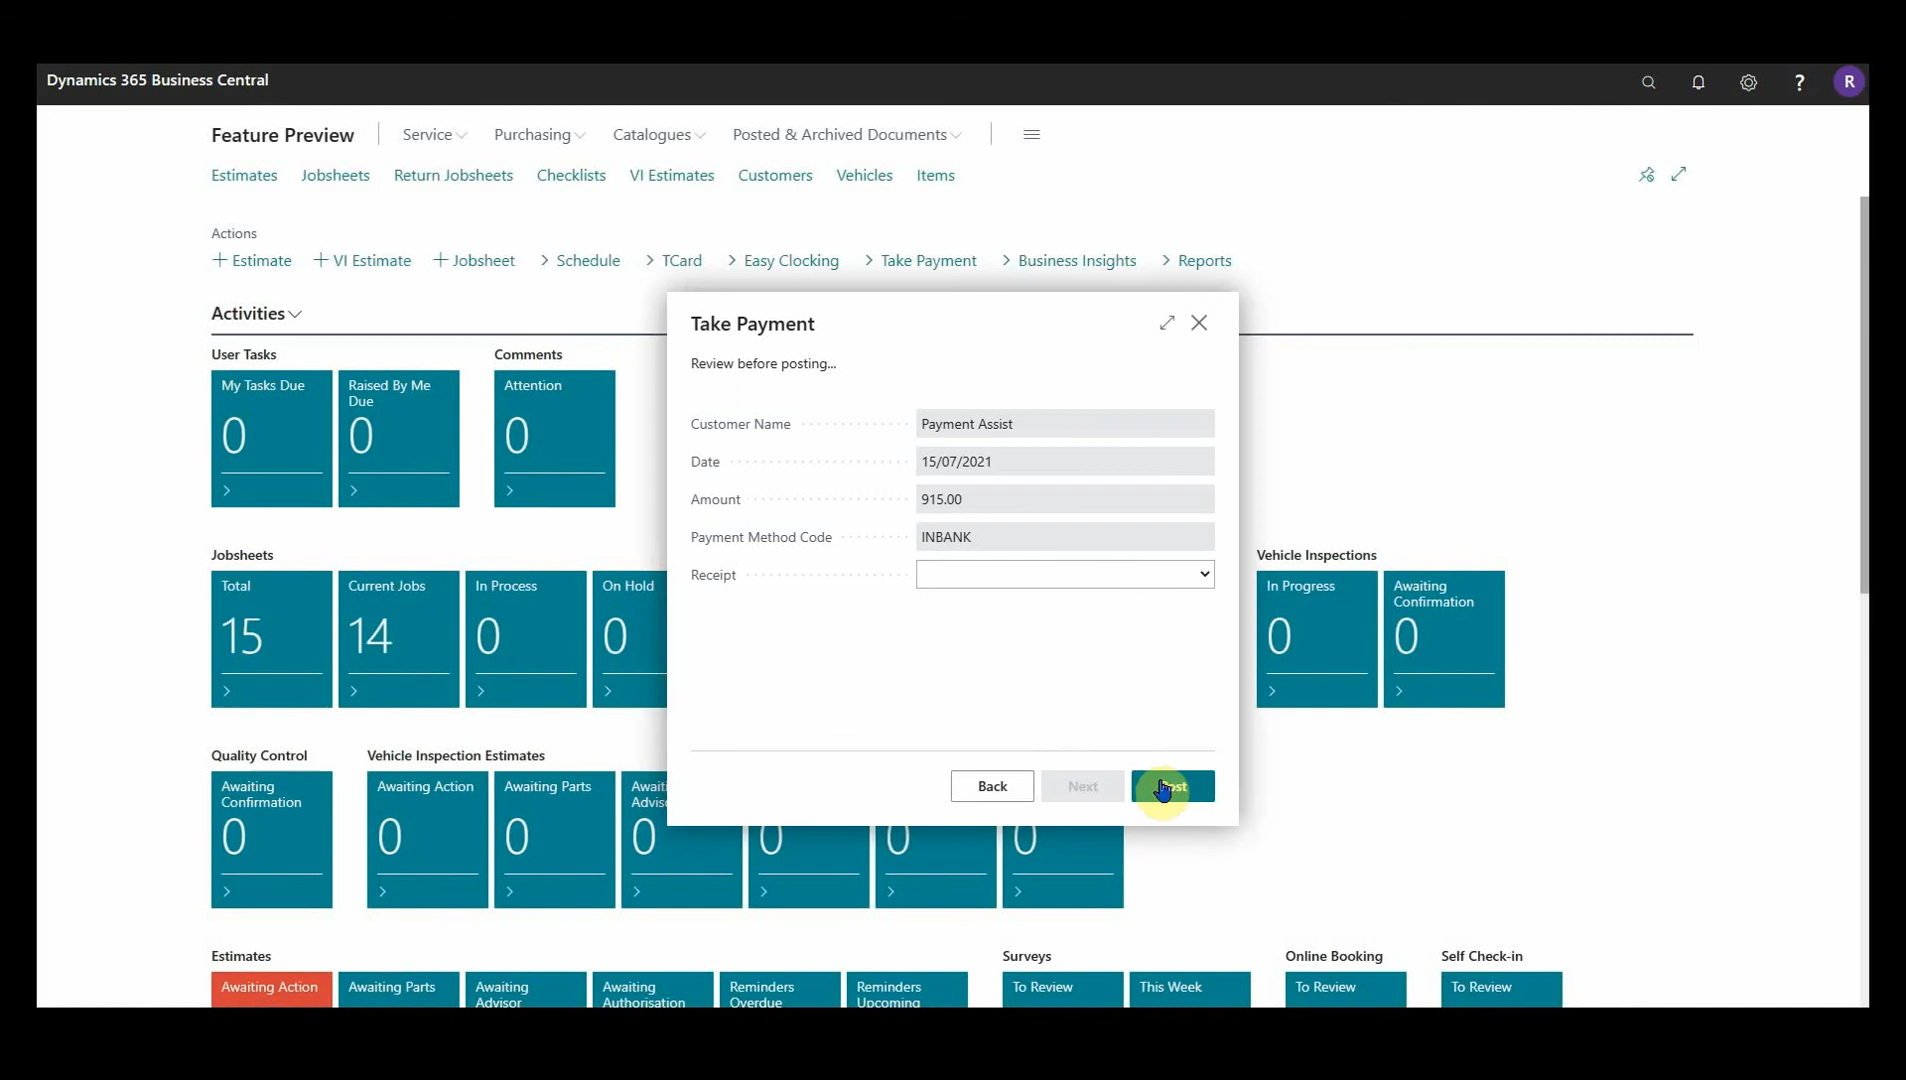 Dynamics 365 Business Central
?
R
Feature Preview
Service
Purchasing
Catalogues
Posted & Archived Documents
Estimates
Jobsheets
Return Jobsheets
Checklists
VI Estimates
Customers
Vehicles
Items
Actions
Estimate
VI Estimate
Jobsheet
Schedule
TCard
Easy Clocking
Take Payment
Business Insights
Reports
Activities
User Tasks
Comments
My Tasks Due
0
Raised By Me
Due
0
Attention
0
Take Payment
Review before posting...
Customer Name
Payment Assist
Date
15/07/2021
Amount
915.00
Payment Method Code
INBANK
Receipt
Back
Next
Jobsheets
Vehicle Inspections
Total
15
Current Jobs
14
In Process
0
On Hold
0
In Progress
0
Awaiting
Confirmation
0
Quality Control
Vehicle Inspection Estimates
Awaiting
Confirmation
0
Awaiting Action
0
Awaiting Parts
0
0
0
0
0
Estimates
Surveys
Online Booking
Self Check-in
Awaiting Action
Awaiting Parts
Awaiting
Advisor
Awaiting
Authorisation
Reminders
Overdue
Reminders
Upcoming
To Review
This Week
To Review
To Review